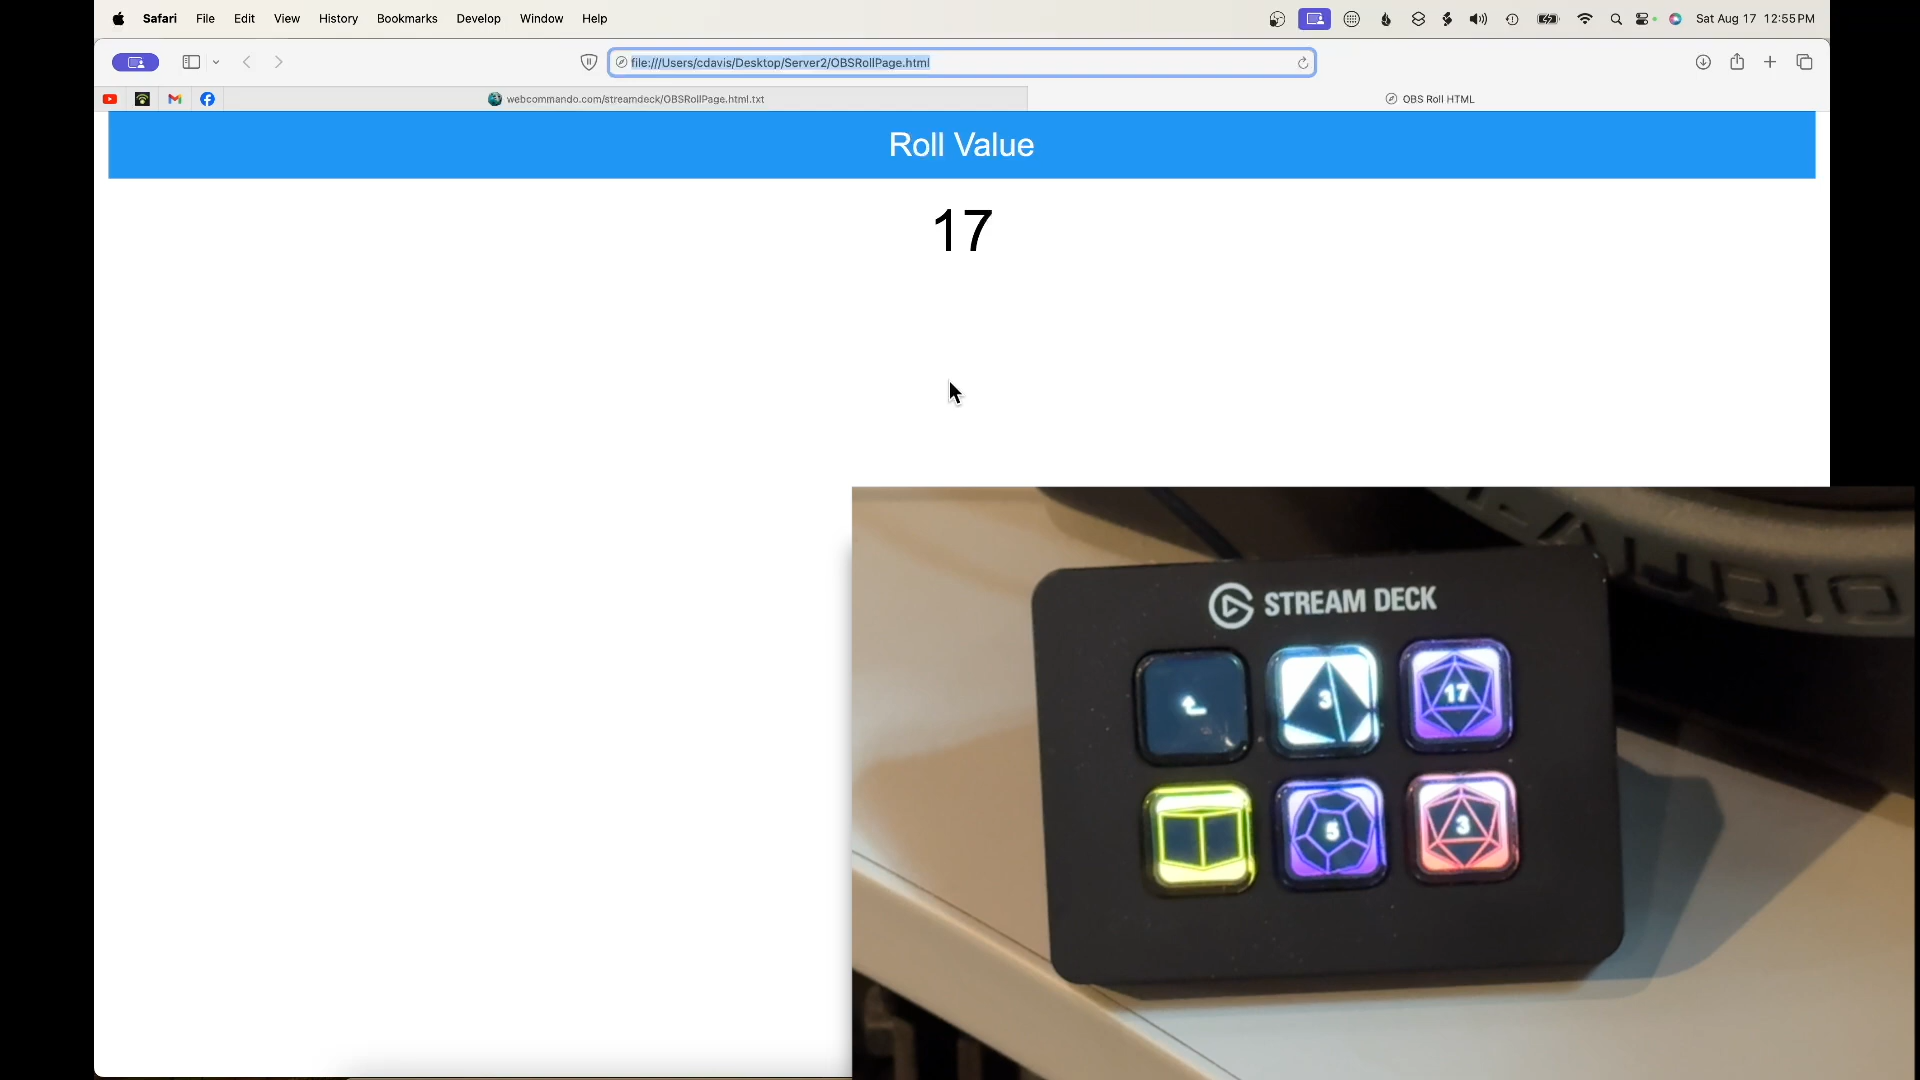 Safari File Edit View History Bookmarks Develop Window Help Sat Aug 17 12:55 PM
file:///Users/cdavis/Desktop/Server2/OBSRollPage.html
webcommando.com/streamdeck/OBSRollPage.html.txt
OBS Roll HTML
Roll Value
17
STREAM DECK
3 17
5 3